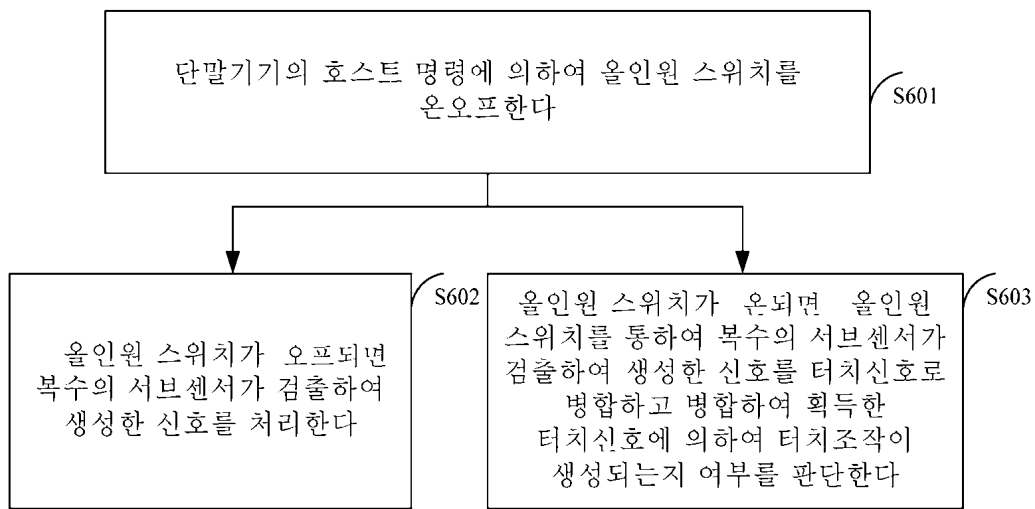 단말기기의 호스트 명령에 의하여 올인원 스위치를
온오프한다
S601
올인원 스위치가 오프되면
복수의 서브센서가 검출하여
생성한 신호를 처리한다
S602
올인원 스위치가 온되면 올인원
스위치를 통하여 복수의 서브센서가
검출하여 생성한 신호를 터치신호로
병합하고 병합하여 획득한
터치신호에 의하여 터치조작이
생성되는지 여부를 판단한다
S603